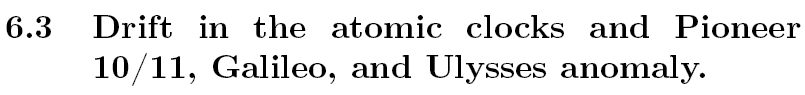 6.3 Drift in the atomic clocks and Pioneer
10/11, Galileo, and Ulysses anomaly.